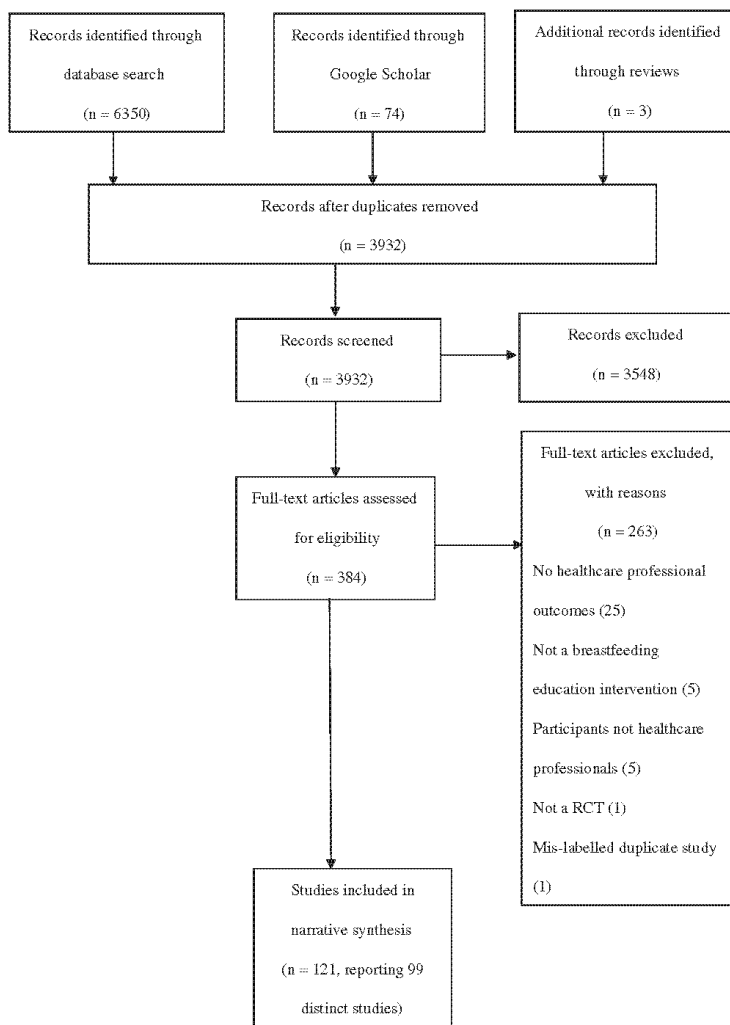 Records identified through
database search
(n = 6350)
Records identified through
Google Scholar
(n = 74)
Additional records identified
through reviews
(n = 3)
Records after duplicates removed
(n = 3932)
Records screened
(n = 3932)
Records excluded
(n = 3548)
Full-text articles assessed
for eligibility
(n = 384)
Full-text articles excluded,
with reasons
(n = 263)
No healthcare professional
outcomes (25)
Not a breastfeeding
education intervention (5)
Participants not healthcare
professionals (5)
Not a RCT (1)
Mis-labelled duplicate study
(1)
Studies included in
narrative synthesis
(n = 121, reporting 99
distinct studies)